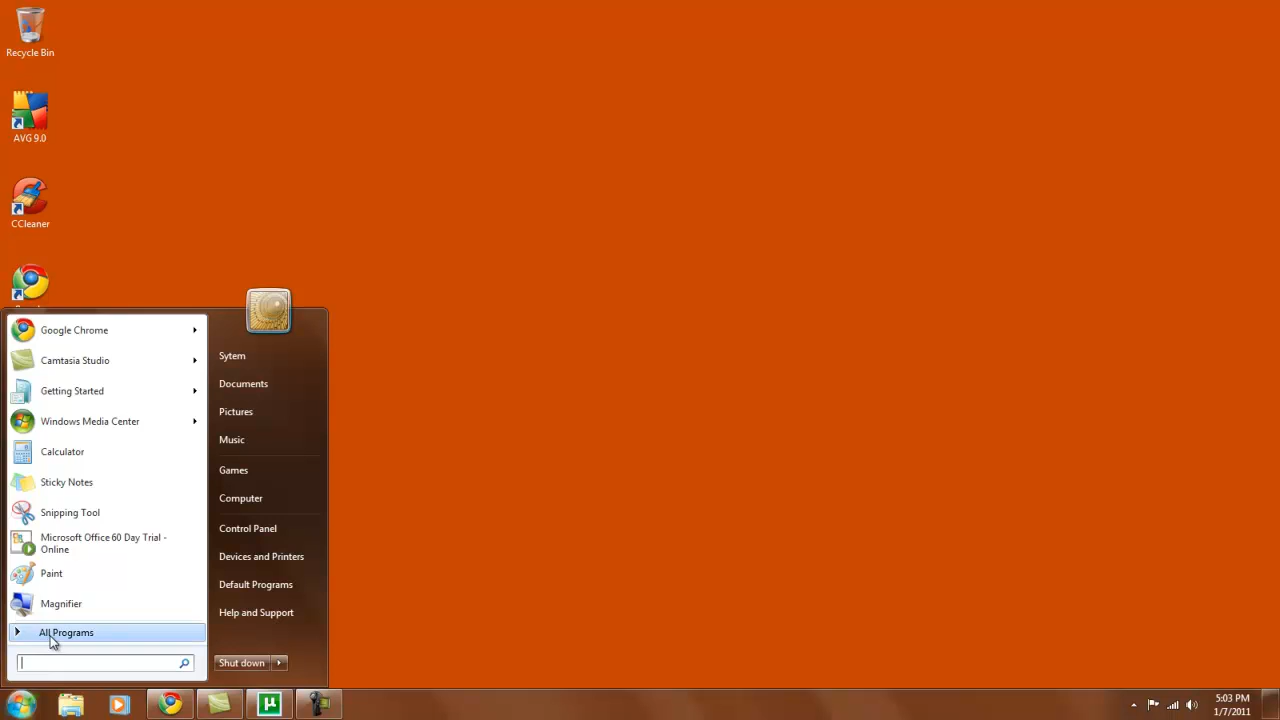 Recycle Bin
AVG 9.0
CCleaner
Google Chrome
Camtasia Studio
Getting Started
Windows Media Center
Calculator
Sticky Notes
Snipping Tool
Microsoft Office 60 Day Trial -
Online
Paint
Magnifier
All Programs
Sytem
Documents
Pictures
Music
Games
Computer
Control Panel
Devices and Printers
Default Programs
Help and Support
Shut down
5:03 PM
1/7/2011